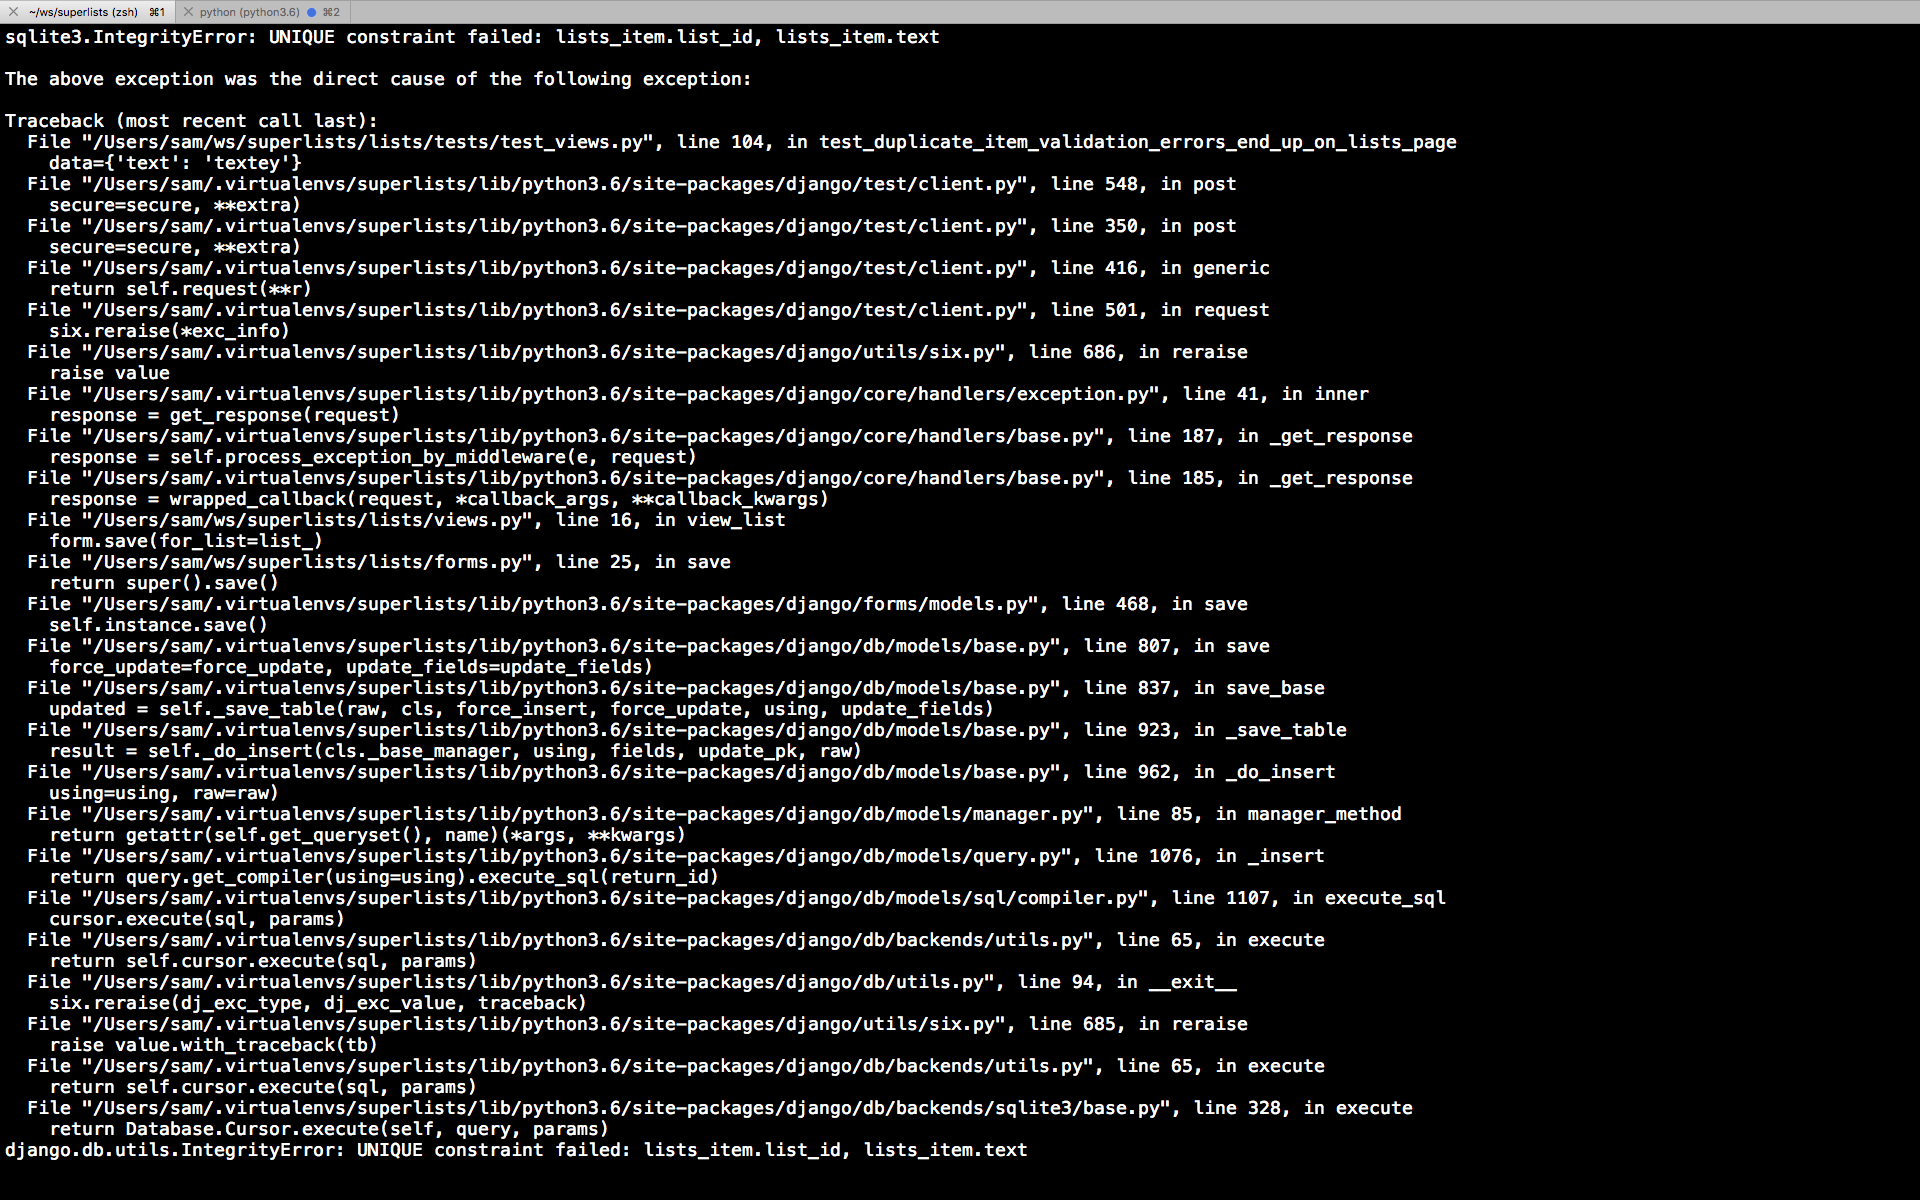 ~/ws/superlists (zsh) ⌘1 python (python3.6) ⌘2
sqlite3.IntegrityError: UNIQUE constraint failed: lists_item.list_id, lists_item.text
The above exception was the direct cause of the following exception:
Traceback (most recent call last):
File "/Users/sam/ws/superlists/lists/tests/test_views.py", line 104, in test_duplicate_item_validation_errors_end_up_on_lists_page
data={'text': 'textey'}
File "/Users/sam/.virtualenvs/superlists/lib/python3.6/site-packages/django/test/client.py", line 548, in post
secure=secure, **extra)
File "/Users/sam/.virtualenvs/superlists/lib/python3.6/site-packages/django/test/client.py", line 350, in post
secure=secure, **extra)
File "/Users/sam/.virtualenvs/superlists/lib/python3.6/site-packages/django/test/client.py", line 416, in generic
return self.request(**r)
File "/Users/sam/.virtualenvs/superlists/lib/python3.6/site-packages/django/test/client.py", line 501, in request
six.reraise(*exc_info)
File "/Users/sam/.virtualenvs/superlists/lib/python3.6/site-packages/django/utils/six.py", line 686, in reraise
raise value
File "/Users/sam/.virtualenvs/superlists/lib/python3.6/site-packages/django/core/handlers/exception.py", line 41, in inner
response = get_response(request)
File "/Users/sam/.virtualenvs/superlists/lib/python3.6/site-packages/django/core/handlers/base.py", line 187, in _get_response
response = self.process_exception_by_middleware(e, request)
File "/Users/sam/.virtualenvs/superlists/lib/python3.6/site-packages/django/core/handlers/base.py", line 185, in _get_response
response = wrapped_callback(request, *callback_args, **callback_kwargs)
File "/Users/sam/ws/superlists/lists/views.py", line 16, in view_list
form.save(for_list=list_)
File "/Users/sam/ws/superlists/lists/forms.py", line 25, in save
return super().save()
File "/Users/sam/.virtualenvs/superlists/lib/python3.6/site-packages/django/forms/models.py", line 468, in save
self.instance.save()
File "/Users/sam/.virtualenvs/superlists/lib/python3.6/site-packages/django/db/models/base.py", line 807, in save
force_update=force_update, update_fields=update_fields)
File "/Users/sam/.virtualenvs/superlists/lib/python3.6/site-packages/django/db/models/base.py", line 837, in save_base
updated = self._save_table(raw, cls, force_insert, force_update, using, update_fields)
File "/Users/sam/.virtualenvs/superlists/lib/python3.6/site-packages/django/db/models/base.py", line 923, in _save_table
result = self._do_insert(cls._base_manager, using, fields, update_pk, raw)
File "/Users/sam/.virtualenvs/superlists/lib/python3.6/site-packages/django/db/models/base.py", line 962, in _do_insert
using=using, raw=raw)
File "/Users/sam/.virtualenvs/superlists/lib/python3.6/site-packages/django/db/models/manager.py", line 85, in manager_method
return getattr(self.get_queryset(), name)(*args, **kwargs)
File "/Users/sam/.virtualenvs/superlists/lib/python3.6/site-packages/django/db/models/query.py", line 1076, in _insert
return query.get_compiler(using=using).execute_sql(return_id)
File "/Users/sam/.virtualenvs/superlists/lib/python3.6/site-packages/django/db/models/sql/compiler.py", line 1107, in execute_sql
cursor.execute(sql, params)
File "/Users/sam/.virtualenvs/superlists/lib/python3.6/site-packages/django/db/backends/utils.py", line 65, in execute
return self.cursor.execute(sql, params)
File "/Users/sam/.virtualenvs/superlists/lib/python3.6/site-packages/django/db/utils.py", line 94, in __exit__
six.reraise(dj_exc_type, dj_exc_value, traceback)
File "/Users/sam/.virtualenvs/superlists/lib/python3.6/site-packages/django/utils/six.py", line 685, in reraise
raise value.with_traceback(tb)
File "/Users/sam/.virtualenvs/superlists/lib/python3.6/site-packages/django/db/backends/utils.py", line 65, in execute
return self.cursor.execute(sql, params)
File "/Users/sam/.virtualenvs/superlists/lib/python3.6/site-packages/django/db/backends/sqlite3/base.py", line 328, in execute
return Database.Cursor.execute(self, query, params)
django.db.utils.IntegrityError: UNIQUE constraint failed: lists_item.list_id, lists_item.text